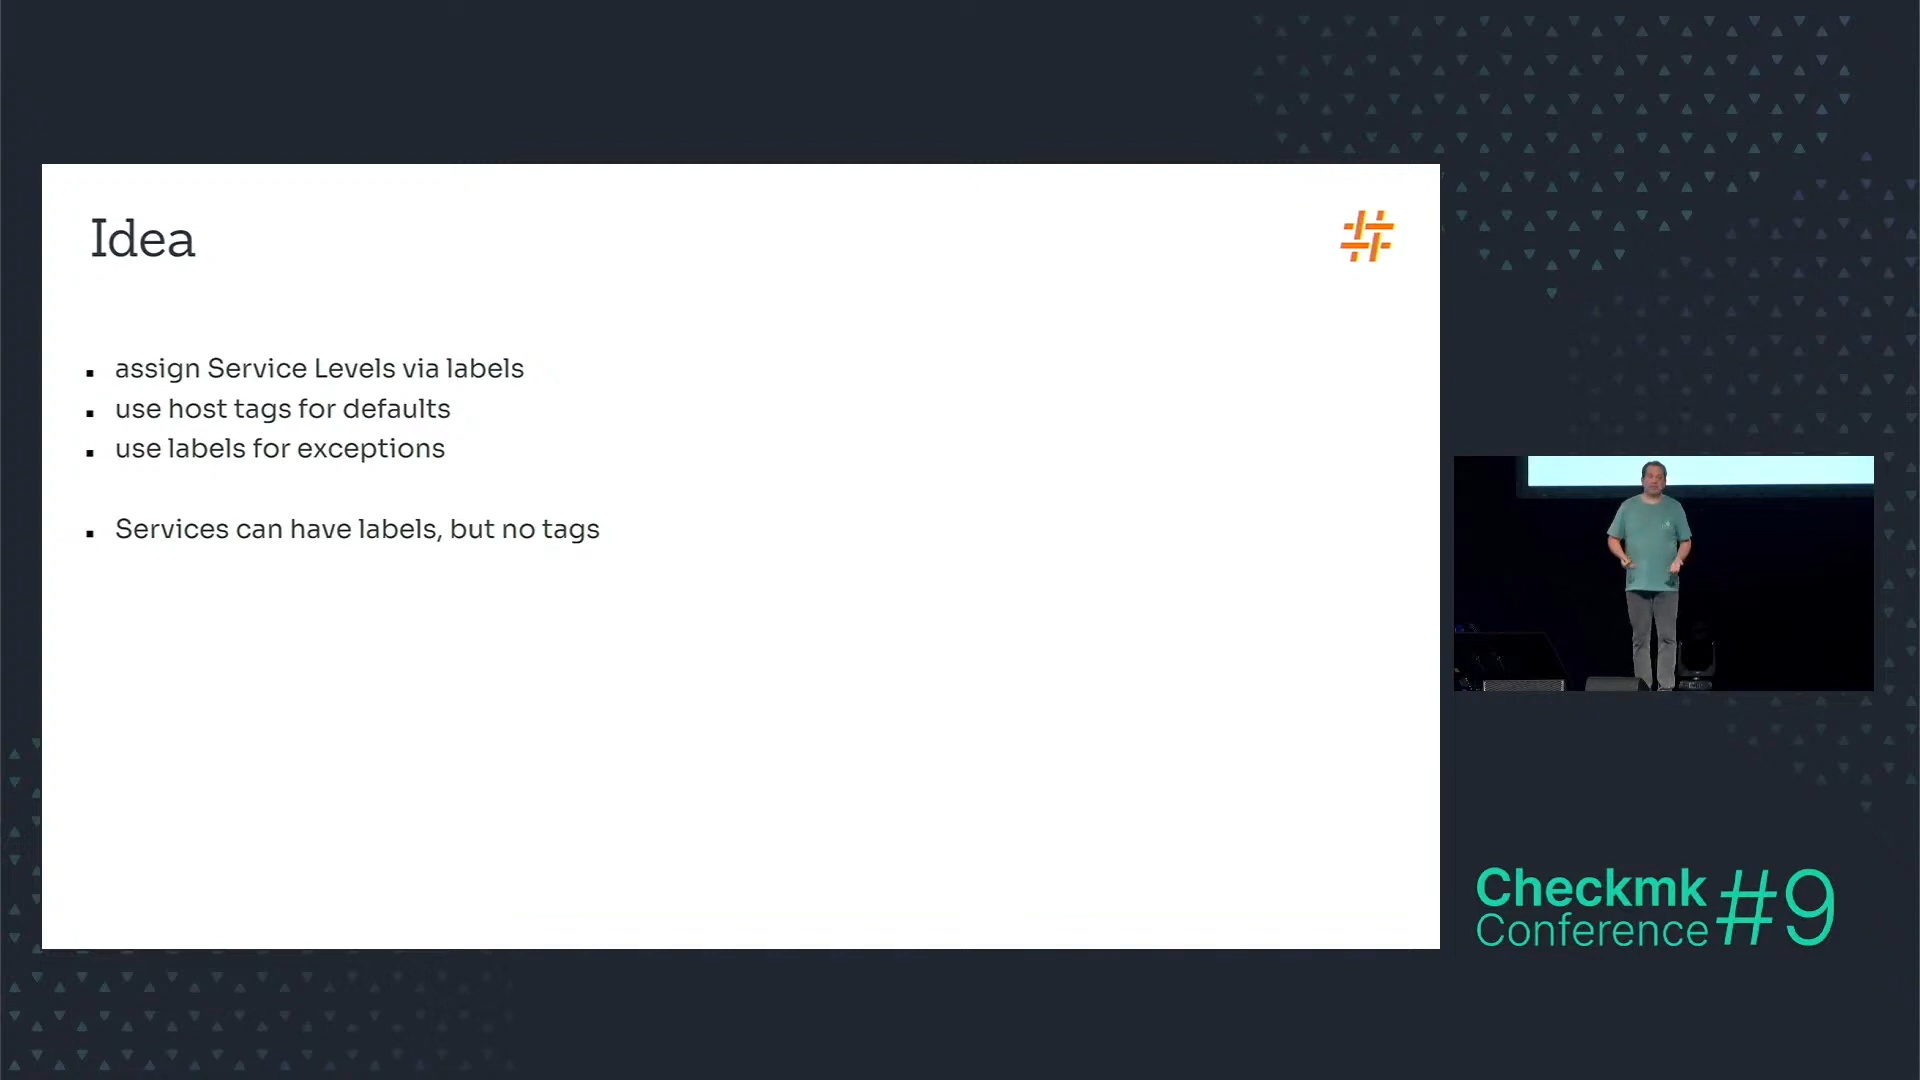 Idea
▪ assign Service Levels via labels
▪ use host tags for defaults
▪ use labels for exceptions
▪ Services can have labels, but no tags
Checkmk
Conference
#9